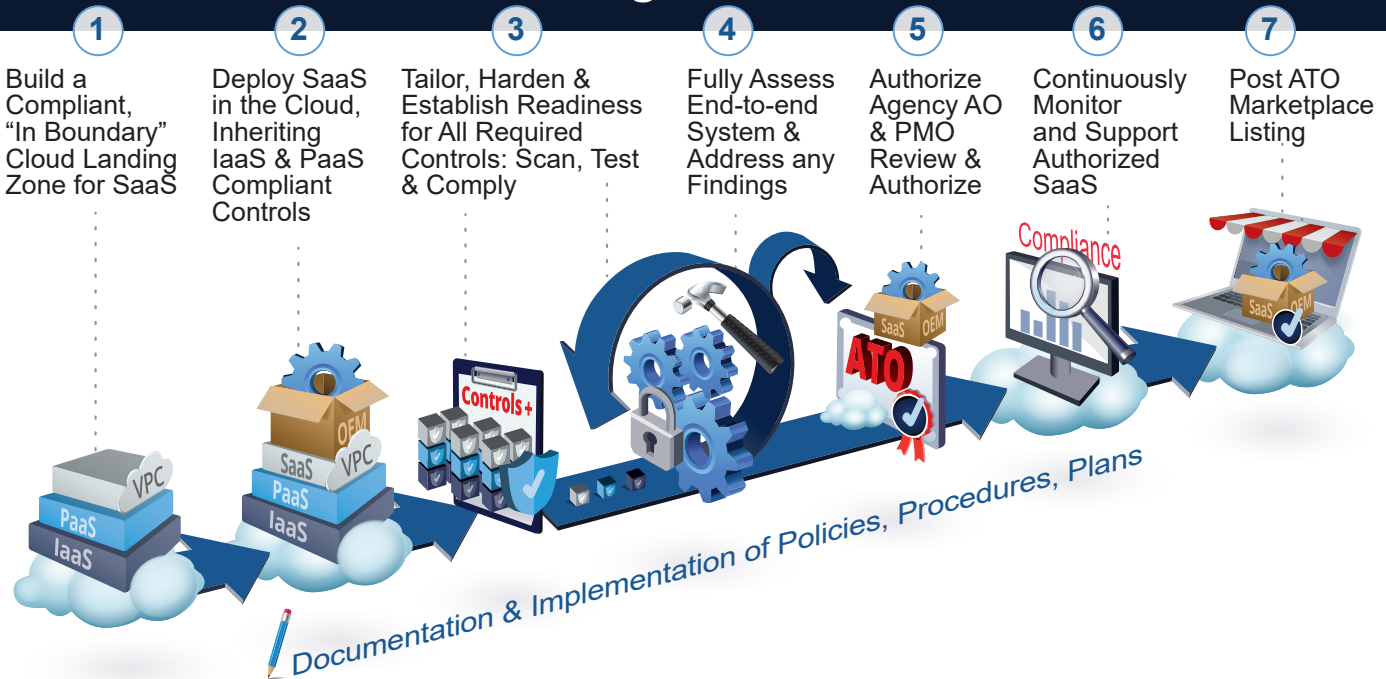 1
Build a
Compliant,
“In Boundary”
Cloud Landing
Zone for SaaS
2
Deploy SaaS
in the Cloud,
Inheriting
IaaS & PaaS
Compliant
Controls
3
Tailor, Harden &
Establish Readiness
for All Required
Controls: Scan, Test
& Comply
4
Fully Assess
End-to-end
System &
Address any
Findings
5
Authorize
Agency AO
& PMO
Review &
Authorize
6
Continuously
Monitor
and Support
Authorized
SaaS
7
Post ATO
Marketplace
Listing
VPC
PaaS
IaaS
OEM
SaaS
VPC
PaaS
IaaS
Controls+
SaaS
OEM
ATO
Compliance
SaaS
OEM
Documentation & Implementation of Policies, Procedures, Plans